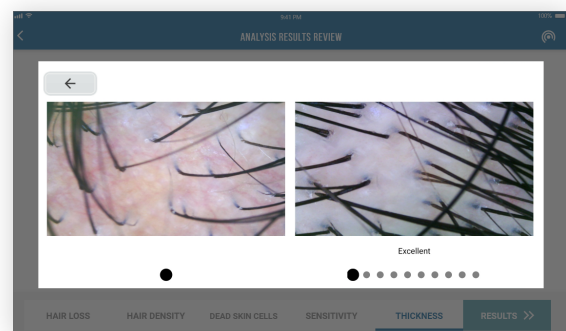 9:41 PM
100%
ANALYSIS RESULTS REVIEW
Excellent
HAIR LOSS
HAIR DENSITY
DEAD SKIN CELLS
SENSITIVITY
THICKNESS
RESULTS